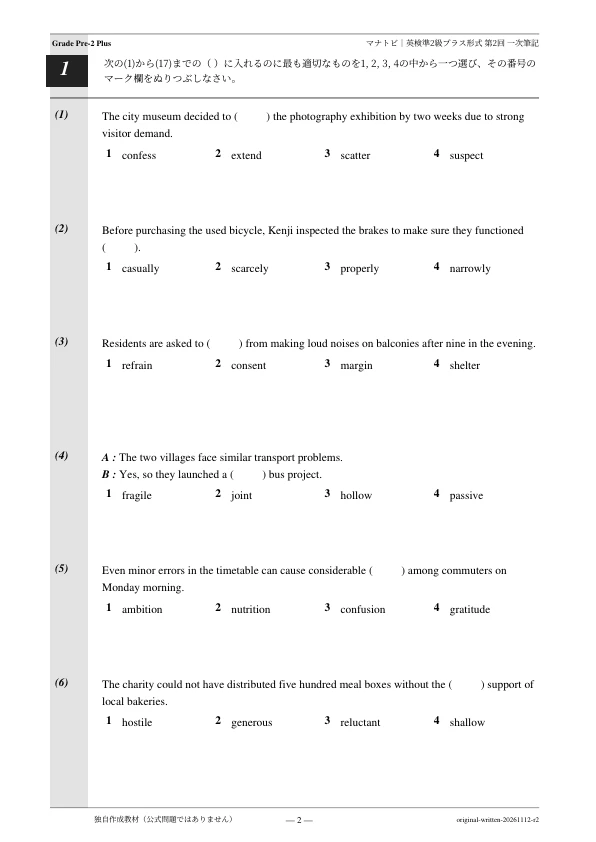 Grade Pre-2 Plus
マナトビ｜英検準2級プラス形式 第2回 一次筆記
1
次の(1)から(17)までの（ ）に入れるのに最も適切なものを1, 2, 3, 4の中から一つ選び、その番号の
マーク欄をぬりつぶしなさい。
(1)
The city museum decided to (　　) the photography exhibition by two weeks due to strong
visitor demand.
1 confess 2 extend 3 scatter 4 suspect
(2)
Before purchasing the used bicycle, Kenji inspected the brakes to make sure they functioned
(　　).
1 casually 2 scarcely 3 properly 4 narrowly
(3)
Residents are asked to (　　) from making loud noises on balconies after nine in the evening.
1 refrain 2 consent 3 margin 4 shelter
(4)
A : The two villages face similar transport problems.
B : Yes, so they launched a (　　) bus project.
1 fragile 2 joint 3 hollow 4 passive
(5)
Even minor errors in the timetable can cause considerable (　　) among commuters on
Monday morning.
1 ambition 2 nutrition 3 confusion 4 gratitude
(6)
The charity could not have distributed five hundred meal boxes without the (　　) support of
local bakeries.
1 hostile 2 generous 3 reluctant 4 shallow
独自作成教材（公式問題ではありません）
— 2 —
original-written-20261112-r2